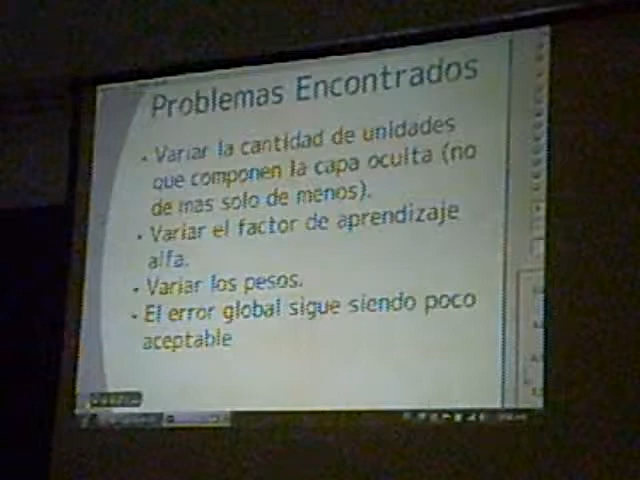 Problemas Encontrados
• Variar la cantidad de unidades
que componen la capa oculta (no
de mas solo de menos).
• Variar el factor de aprendizaje
alfa.
• Variar los pesos.
• El error global sigue siendo poco
aceptable